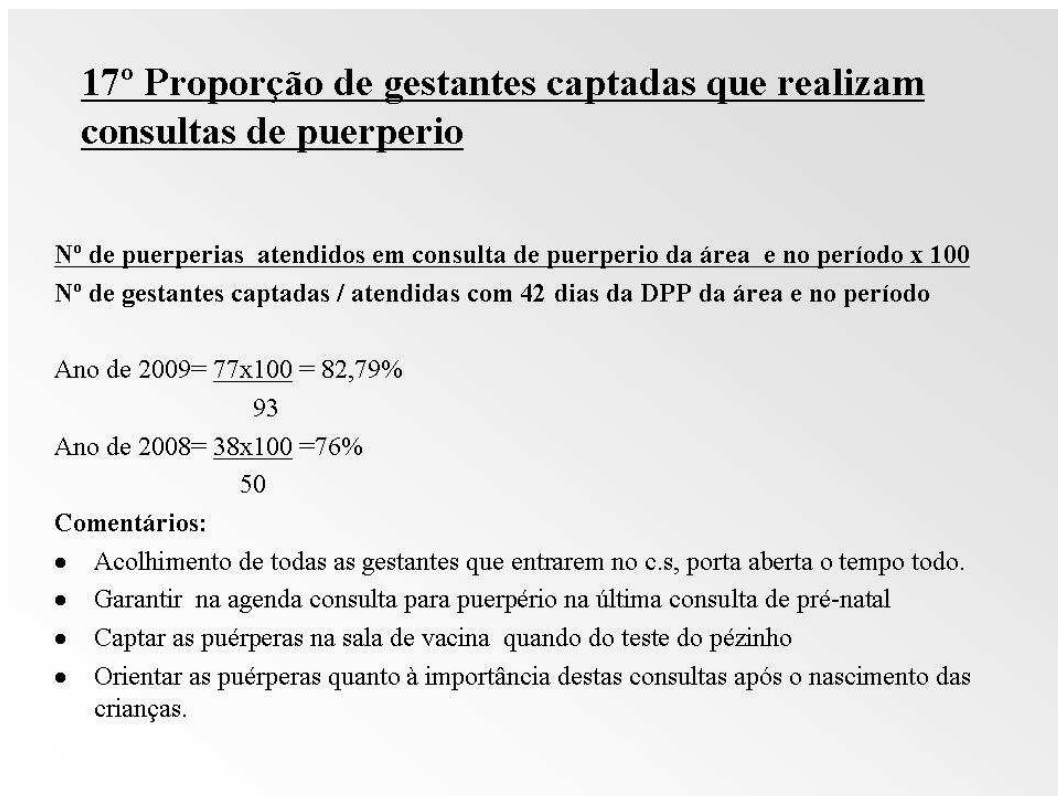 17º Proporção de gestantes captadas que realizam
consultas de puerperio
Nº de puerperias atendidos em consulta de puerperio da área e no período x 100
Nº de gestantes captadas / atendidas com 42 dias da DPP da área e no período
Ano de 2009= 77x100 = 82,79%
93
Ano de 2008= 38x100 =76%
50
Comentários:
• Acolhimento de todas as gestantes que entrarem no c.s, porta aberta o tempo todo.
• Garantir na agenda consulta para puerpério na última consulta de pré-natal
• Captar as puérperas na sala de vacina quando do teste do pézinho
• Orientar as puérperas quanto à importância destas consultas após o nascimento das
crianças.